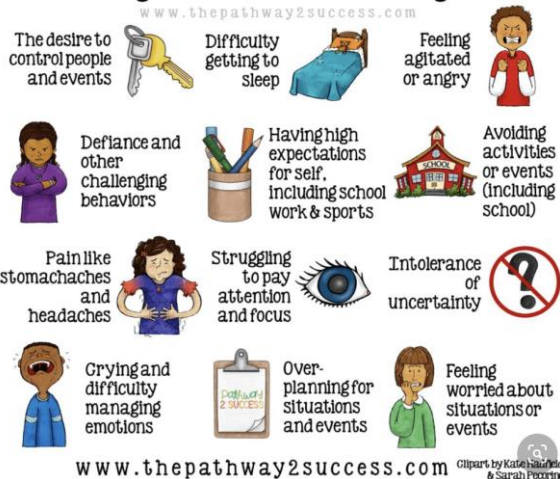 www.thepathway2success.com
The desire to
control people
and events
Difficulty
getting to
sleep
Feeling
agitated
or angry
Defiance and
other
challenging
behaviors
Having high
expectations
for self,
including school
work & sports
SCHOOL
Avoiding
activities
or events
(including
school)
Pain like
stomachaches
and
headaches
Struggling
to pay
attention
and focus
Intolerance
of
uncertainty
?
Crying and
difficulty
managing
emotions
pathway
2 SUCCESS
Over-
planning for
situations
and events
Feeling
worried about
situations or
events
www.thepathway2success.com
Clipart by Kate
& Sarah Pecorino